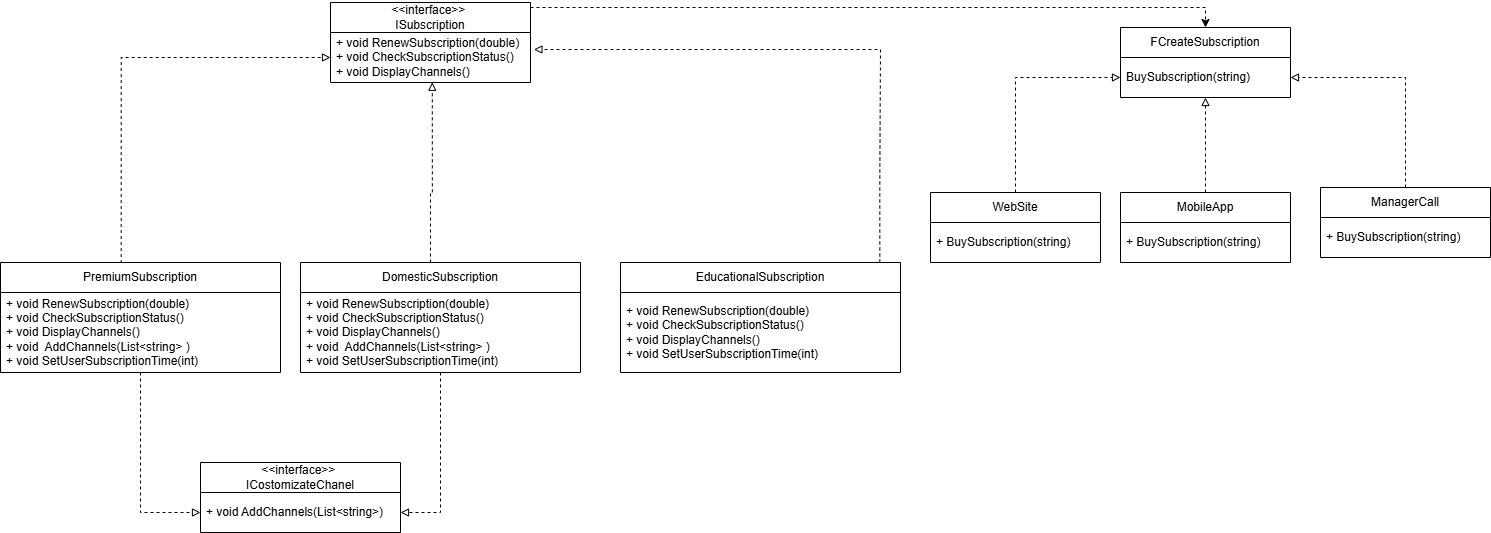 <<interface>>
ISubscription
+ void RenewSubscription(double)
+ void CheckSubscriptionStatus()
+ void DisplayChannels()
FCreateSubscription
BuySubscription(string)
WebSite
+ BuySubscription(string)
MobileApp
+ BuySubscription(string)
ManagerCall
+ BuySubscription(string)
PremiumSubscription
+ void RenewSubscription(double)
+ void CheckSubscriptionStatus()
+ void DisplayChannels()
+ void  AddChannels(List<string> )
+ void SetUserSubscriptionTime(int)
DomesticSubscription
+ void RenewSubscription(double)
+ void CheckSubscriptionStatus()
+ void DisplayChannels()
+ void  AddChannels(List<string> )
+ void SetUserSubscriptionTime(int)
EducationalSubscription
+ void RenewSubscription(double)
+ void CheckSubscriptionStatus()
+ void DisplayChannels()
+ void SetUserSubscriptionTime(int)
<<interface>>
ICostomizateChanel
+ void AddChannels(List<string>)